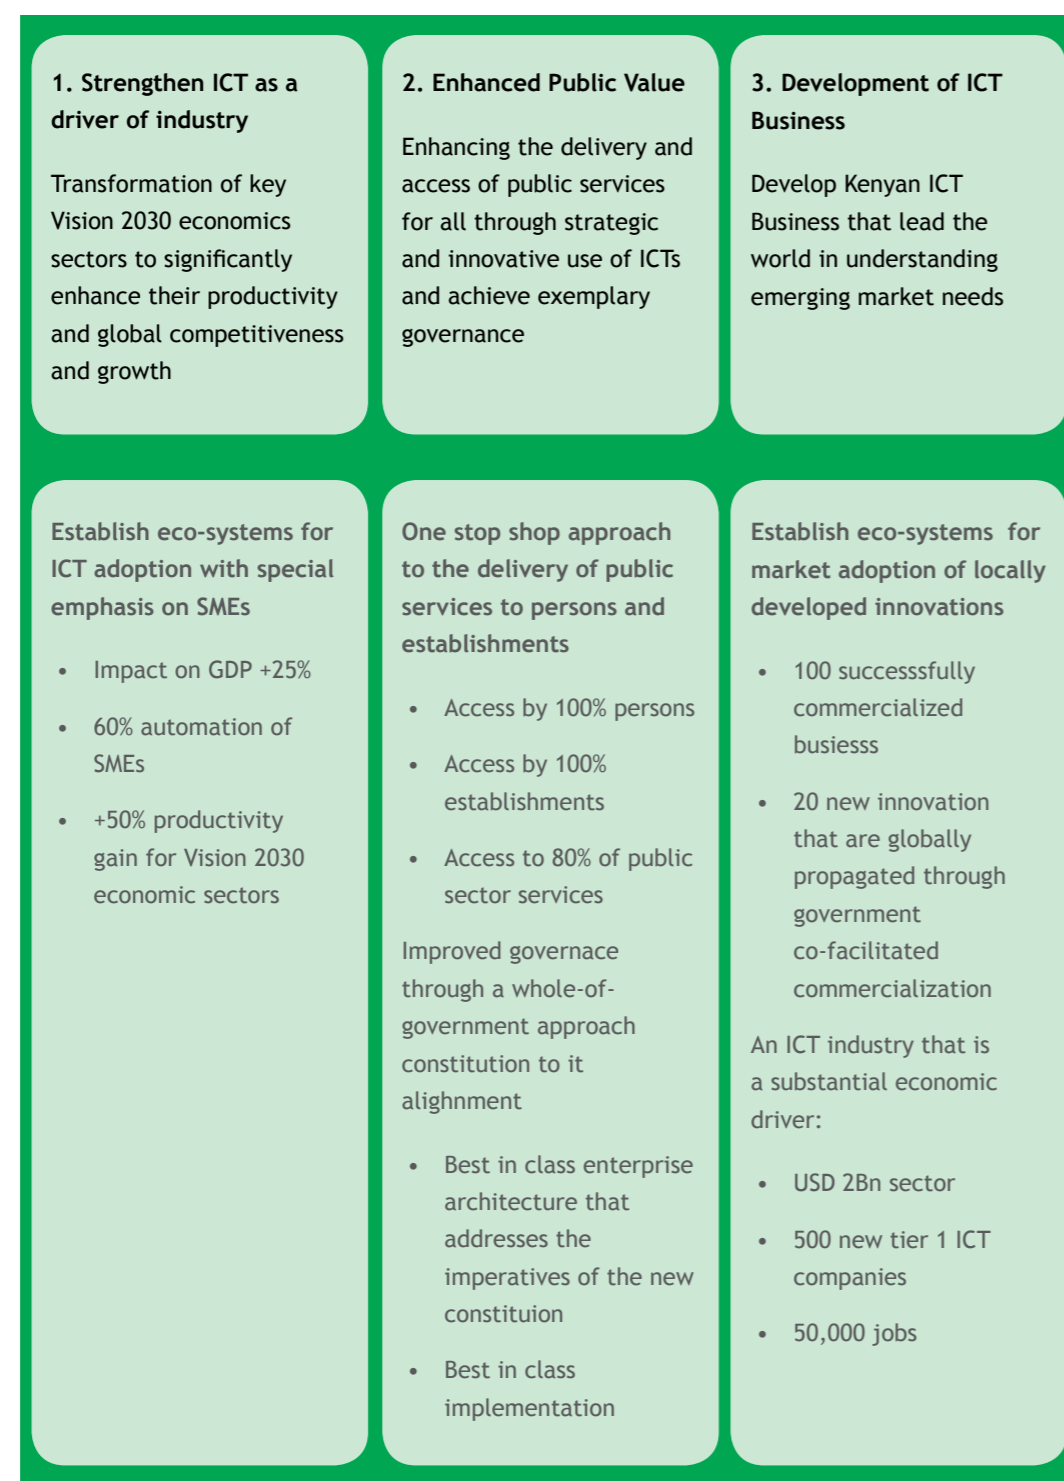 1. Strengthen ICT as a
driver of industry
Transformation of key
Vision 2030 economics
sectors to significantly
enhance their productivity
and global competitiveness
and growth
2. Enhanced Public Value
Enhancing the delivery and
access of public services
for all through strategic
and innovative use of ICTs
and achieve exemplary
governance
3. Development of ICT
Business
Develop Kenyan ICT
Business that lead the
world in understanding
emerging market needs
Establish eco-systems for
ICT adoption with special
emphasis on SMEs
• Impact on GDP +25%
• 60% automation of
SMEs
• +50% productivity
gain for Vision 2030
economic sectors
One stop shop approach
to the delivery of public
services to persons and
establishments
• Access by 100% persons
• Access by 100%
establishments
• Access to 80% of public
sector services
Improved governace
through a whole-of-
government approach
constitution to it
alighnment
• Best in class enterprise
architecture that
addresses the
imperatives of the new
constituion
• Best in class
implementation
Establish eco-systems for
market adoption of locally
developed innovations
• 100 successsfully
commercialized
busiesss
• 20 new innovation
that are globally
propagated through
government
co-facilitated
commercialization
An ICT industry that is
a substantial economic
driver:
• USD 2Bn sector
• 500 new tier 1 ICT
companies
• 50,000 jobs